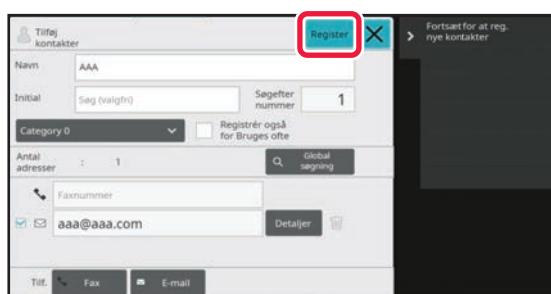 Tilføj
kontakter
Register
Fortsæt for at reg.
nye kontakter
Navn
AAA
Initial
Søg (valgfri)
Søgefter
nummer
1
Category 0
Registrér også
for Bruges ofte
Antal
adresser
:
1
Global
søgning
Faxnummer
aaa@aaa.com
Detaljer
Tilf.
Fax
E-mail